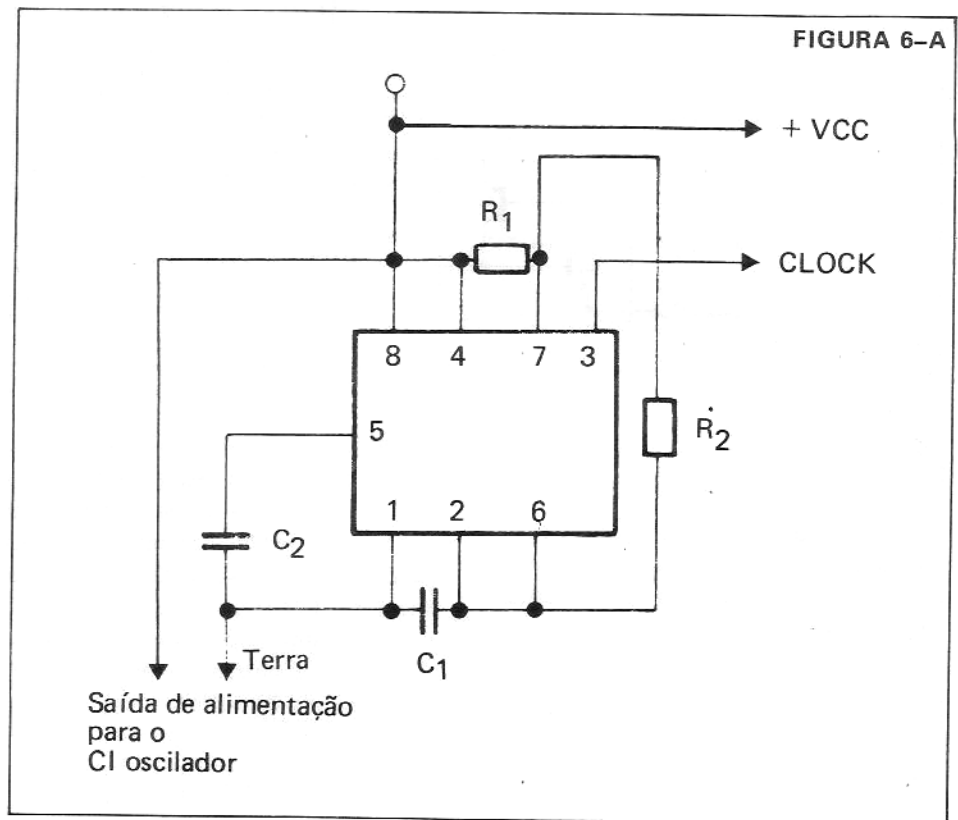 FIGURA 6–A
+ VCC
R1
CLOCK
8 4 7 3
5
R2
1 2 6
C2
C1
Terra
Saída de alimentação
para o
CI oscilador